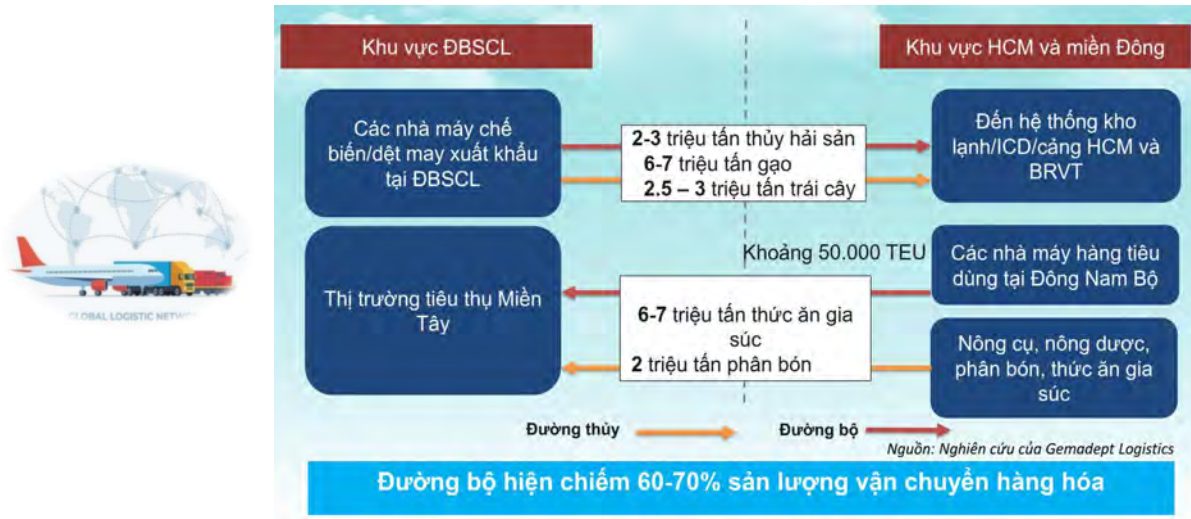 Khu vực ĐBSCL
Khu vực HCM và miền Đông
Các nhà máy chế
biến/dệt may xuất khẩu
tại ĐBSCL
2-3 triệu tấn thủy hải sản
6-7 triệu tấn gạo
2.5 – 3 triệu tấn trái cây
Đến hệ thống kho
lạnh/ICD/cảng HCM và
BRVT
Thị trường tiêu thụ Miền
Tây
Khoảng 50.000 TEU
6-7 triệu tấn thức ăn gia
súc
2 triệu tấn phân bón
Các nhà máy hàng tiêu
dùng tại Đông Nam Bộ
Nông cụ, nông dược,
phân bón, thức ăn gia
súc
GLOBAL LOGISTIC NETW
Đường thủy
Đường bộ
Nguồn: Nghiên cứu của Gemadept Logistics
Đường bộ hiện chiếm 60-70% sản lượng vận chuyển hàng hóa